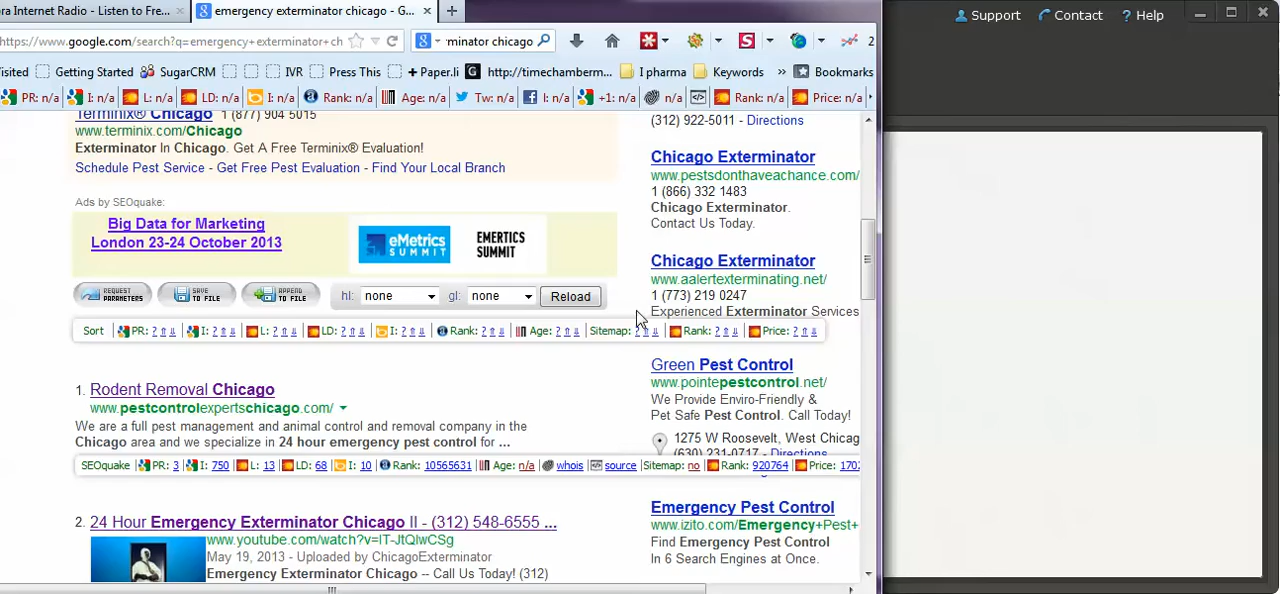 ra Internet Radio - Listen to Fre... × emergency exterminator chicago - G... × +
Support Contact ? Help
https://www.google.com/search?q=emergency+exterminator+ch
minator chicago
2
isited Getting Started SugarCRM IVR Press This + Paper.li http://timechamberm... I pharma Keywords » Bookmarks
PR: n/a I: n/a L: n/a LD: n/a I: n/a Rank: n/a Age: n/a Tw: n/a I: n/a +1: n/a n/a Rank: n/a Price: n/a
Terminix® Chicago 1 (877) 904 5015
www.terminix.com/Chicago
Exterminator In Chicago. Get A Free Terminix® Evaluation!
Schedule Pest Service - Get Free Pest Evaluation - Find Your Local Branch
Ads by SEOquake:
Big Data for Marketing
London 23-24 October 2013
eMetrics
SUMMIT
EMERTICS
SUMMIT
REQUEST
PARAMETERS
SAVE
TO FILE
APPEND
TO FILE
hl: none gl: none Reload
Sort PR: ? I: ? L: ? LD: ? I: ? Rank: ? Age: ? Sitemap: ? Rank: ? Price: ?
1. Rodent Removal Chicago
www.pestcontrolexpertschicago.com/
We are a full pest management and animal control and removal company in the
Chicago area and we specialize in 24 hour emergency pest control for ...
SEOquake PR: 3 I: 750 L: 13 LD: 68 I: 10 Rank: 10565631 Age: n/a whois source Sitemap: no Rank: 920764 Price: 1702
2. 24 Hour Emergency Exterminator Chicago II - (312) 548-6555 ...
www.youtube.com/watch?v=IT-JtQlwCSg
May 19, 2013 - Uploaded by ChicagoExterminator
Emergency Exterminator Chicago -- Call Us Today! (312)
(312) 922-5011 - Directions
Chicago Exterminator
www.pestsdonthaveachance.com/
1 (866) 332 1483
Chicago Exterminator.
Contact Us Today.
Chicago Exterminator
www.aalertexterminating.net/
1 (773) 219 0247
Experienced Exterminator Services
Green Pest Control
www.pointepestcontrol.net/
We Provide Enviro-Friendly &
Pet Safe Pest Control. Call Today!
1275 W Roosevelt, West Chicag
(630) 231-0717 - Directions
Emergency Pest Control
www.izito.com/Emergency+Pest+
Find Emergency Pest Control
In 6 Search Engines at Once.